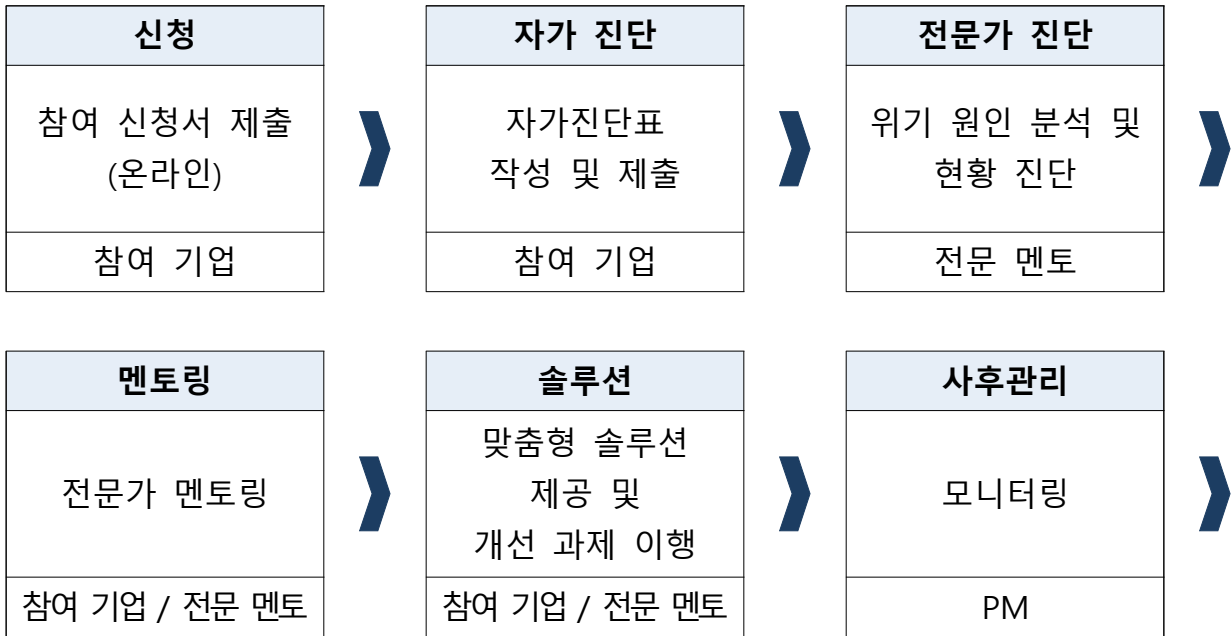 신청
참여 신청서 제출
(온라인)
참여 기업
자가 진단
자가진단표
작성 및 제출
참여 기업
전문가 진단
위기 원인 분석 및
현황 진단
전문 멘토
멘토링
전문가 멘토링
참여 기업 / 전문 멘토
솔루션
맞춤형 솔루션
제공 및
개선 과제 이행
참여 기업 / 전문 멘토
사후관리
모니터링
PM